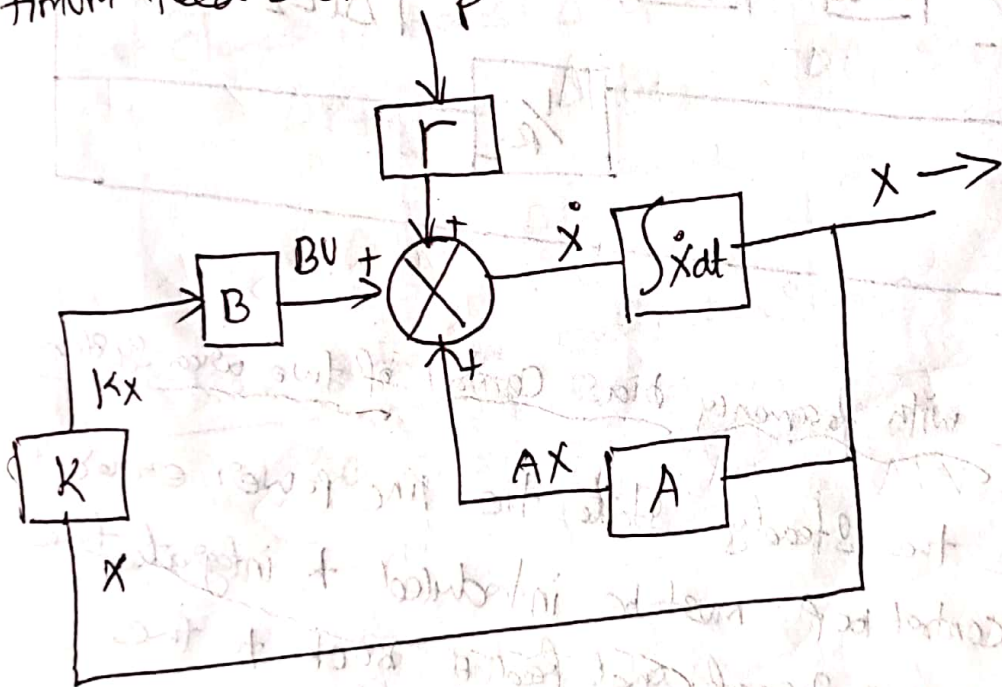 P
Γ
+
Ẋ
∫ẋdt
X →
BU +
B
+
KX
K
AX
A
X